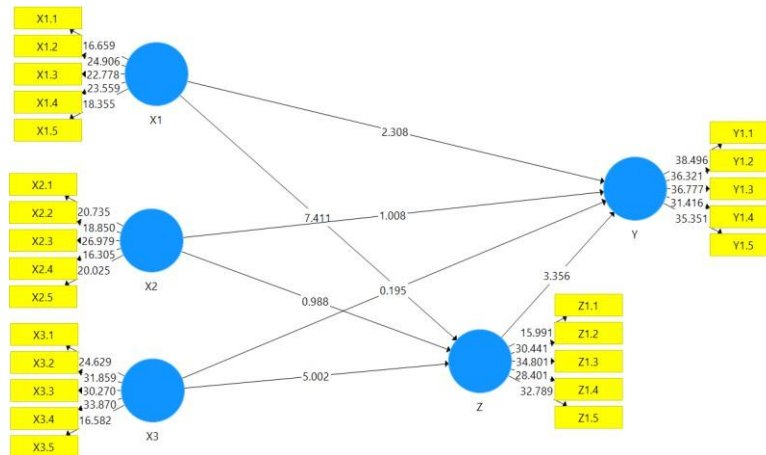 X1.1
X1.2
X1.3
X1.4
X1.5
16.659
24.906
22.778
23.559
18.355
X1
X2.1
X2.2
X2.3
X2.4
X2.5
20.735
18.850
26.979
16.305
20.025
X2
X3.1
X3.2
X3.3
X3.4
X3.5
24.629
31.859
30.270
33.870
16.582
X3
2.308
7.411
1.008
0.195
0.988
5.002
3.356
Y
38.496
36.321
36.777
31.416
35.351
Y1.1
Y1.2
Y1.3
Y1.4
Y1.5
Z
15.991
30.441
34.801
28.401
32.789
Z1.1
Z1.2
Z1.3
Z1.4
Z1.5